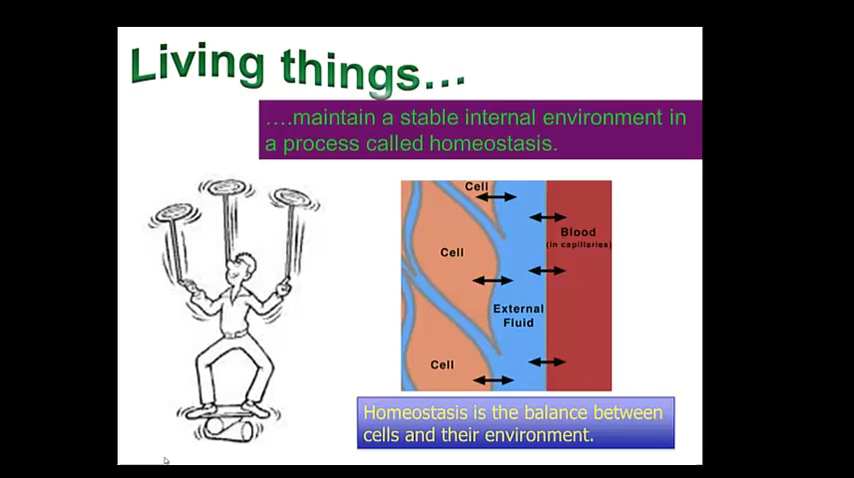 Living things...
....maintain a stable internal environment in
a process called homeostasis.
Cell
Blood
(in capillaries)
Cell
External
Fluid
Cell
Homeostasis is the balance between
cells and their environment.